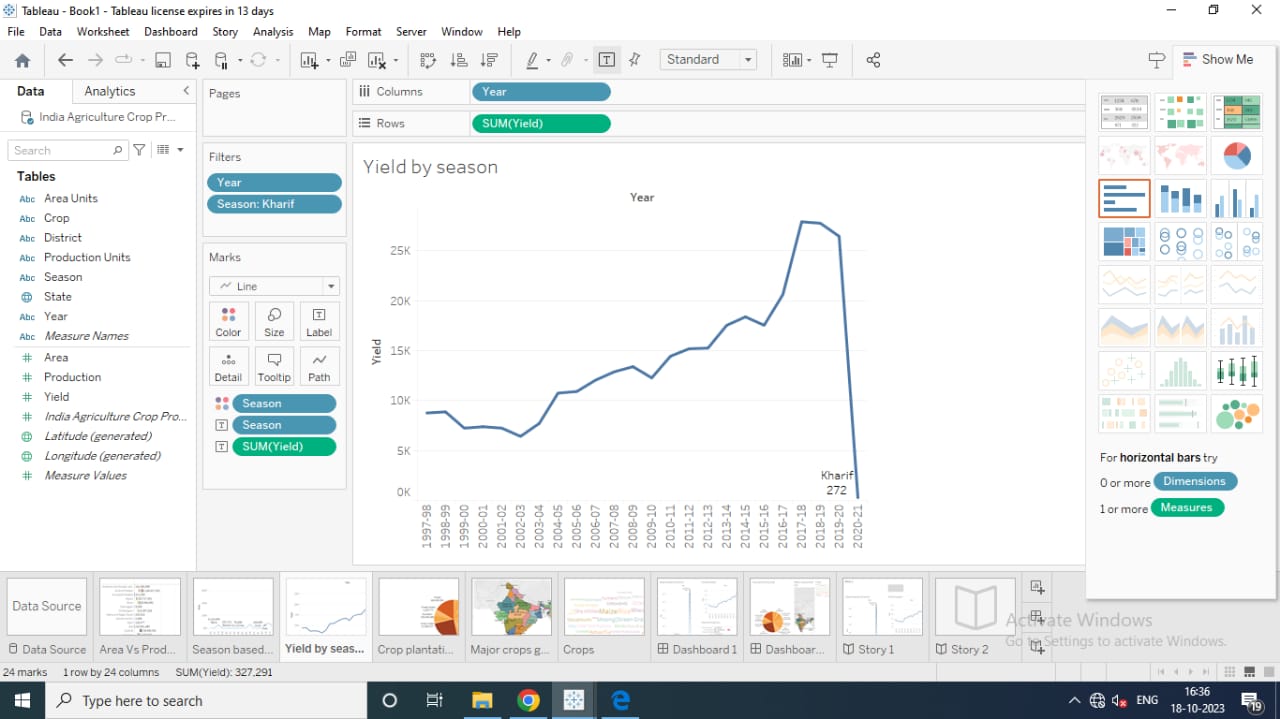 Tableau - Book1 - Tableau license expires in 13 days
File Data Worksheet Dashboard Story Analysis Map Format Server Window Help
Standard
Show Me
Data Analytics
India Agriculture Crop Pr...
Search
Tables
Abc Area Units
Abc Crop
Abc District
Abc Production Units
Abc Season
State
Abc Year
Abc Measure Names
Area
Production
Yield
India Agriculture Crop Pro...
Latitude (generated)
Longitude (generated)
Measure Values
Pages
Filters
Year
Season: Kharif
Marks
Line
Color Size Label
Detail Tooltip Path
Season
Season
SUM(Yield)
Columns Year
Rows SUM(Yield)
Yield by season
Year
Yield
25K
20K
15K
10K
5K
0K
Kharif
272
1997-98 1998-99 1999-00 2000-01 2001-02 2002-03 2003-04 2004-05 2005-06 2006-07 2007-08 2008-09 2009-10 2010-11 2011-12 2012-13 2013-14 2014-15 2015-16 2016-17 2017-18 2018-19 2019-20 2020-21
For horizontal bars try
0 or more Dimensions
1 or more Measures
Data Source
Data Source Area Vs Prod... Season based... Yield by seas... Crop plantati... Major crops g... Crops Dashboard 1 Dashboar... Story 1 Story 2
Activate Windows
Go to Settings to activate Windows.
24 marks 1 row by 24 columns SUM(Yield): 327,291
Type here to search
ENG
16:36
18-10-2023
19